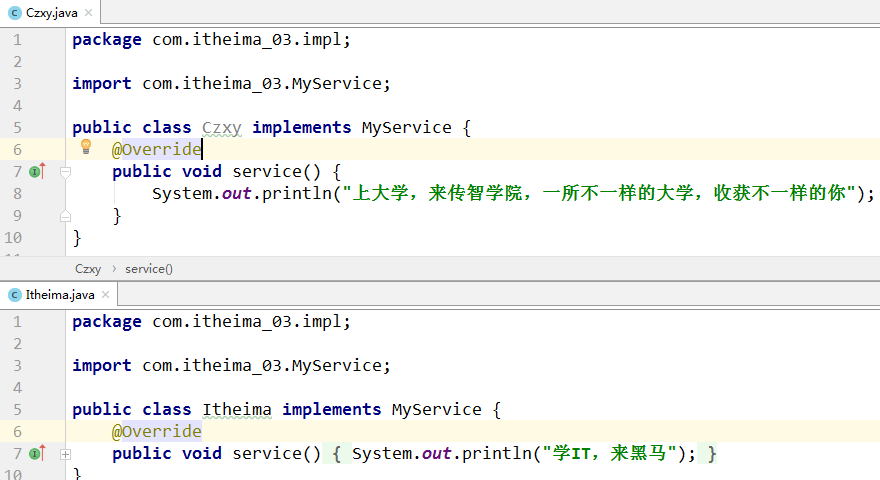 Czxy.java
1 package com.itheima_03.impl;
2
3 import com.itheima_03.MyService;
4
5 public class Czxy implements MyService {
6 @Override
7 public void service() {
8 System.out.println("上大学，来传智学院，一所不一样的大学，收获不一样的你");
9 }
10 }
Czxy › service()
Itheima.java
1 package com.itheima_03.impl;
2
3 import com.itheima_03.MyService;
4
5 public class Itheima implements MyService {
6 @Override
7 public void service() { System.out.println("学IT，来黑马"); }
10 }